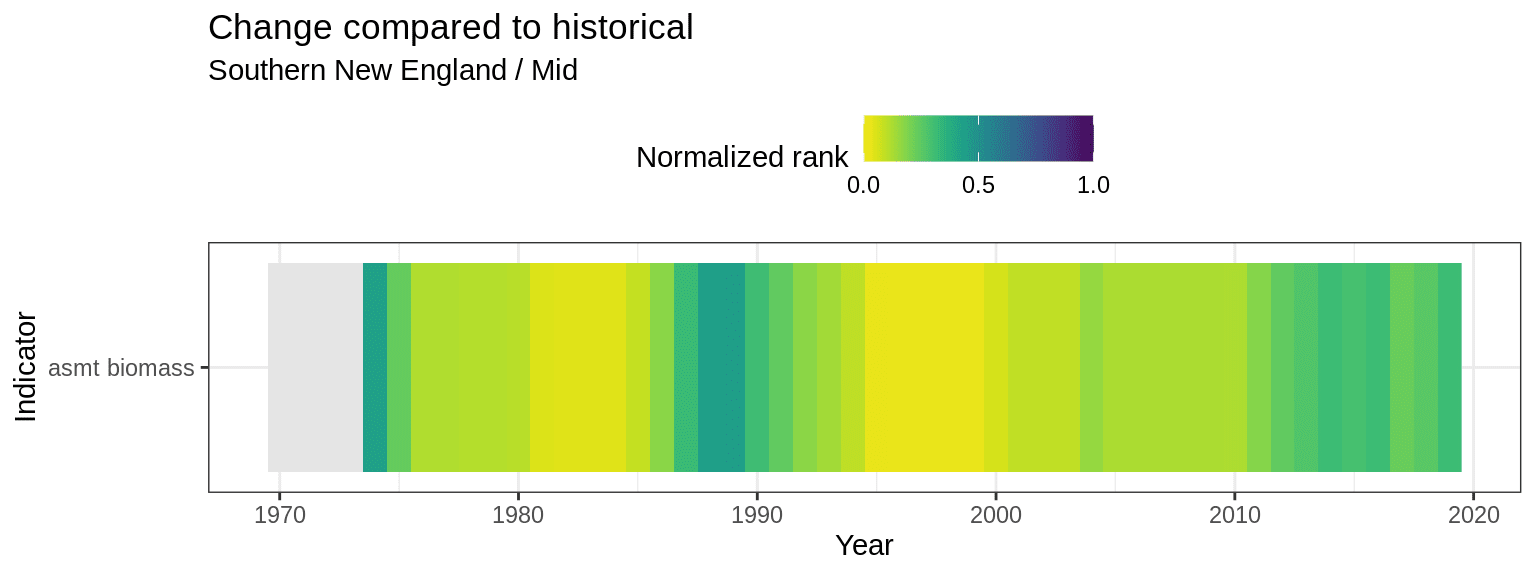 Change compared to historical
Southern New England / Mid
Normalized rank
0.0 0.5 1.0
Indicator
asmt biomass
1970 1980 1990 2000 2010 2020
Year